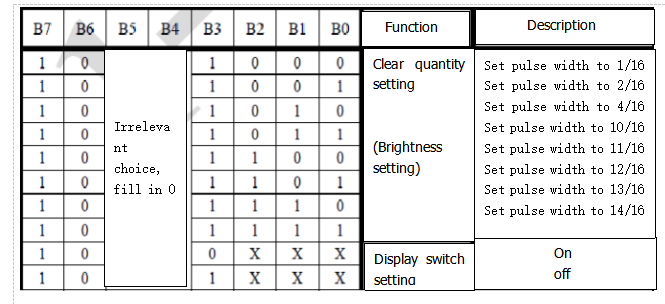 B7 B6 B5 B4 B3 B2 B1 B0 Function Description
1 0 1 0 0 0 Clear quantity Set pulse width to 1/16
1 0 1 0 0 1 setting Set pulse width to 2/16
1 0 1 0 1 0 Set pulse width to 4/16
1 0 Irreleva 1 0 1 1 Set pulse width to 10/16
1 0 nt 1 1 0 0 (Brightness Set pulse width to 11/16
1 0 choice, 1 1 0 1 setting) Set pulse width to 12/16
1 0 fill in 0 1 1 1 0 Set pulse width to 13/16
1 0 1 1 1 1 Set pulse width to 14/16
1 0 0 X X X Display switch On
1 0 1 X X X setting off